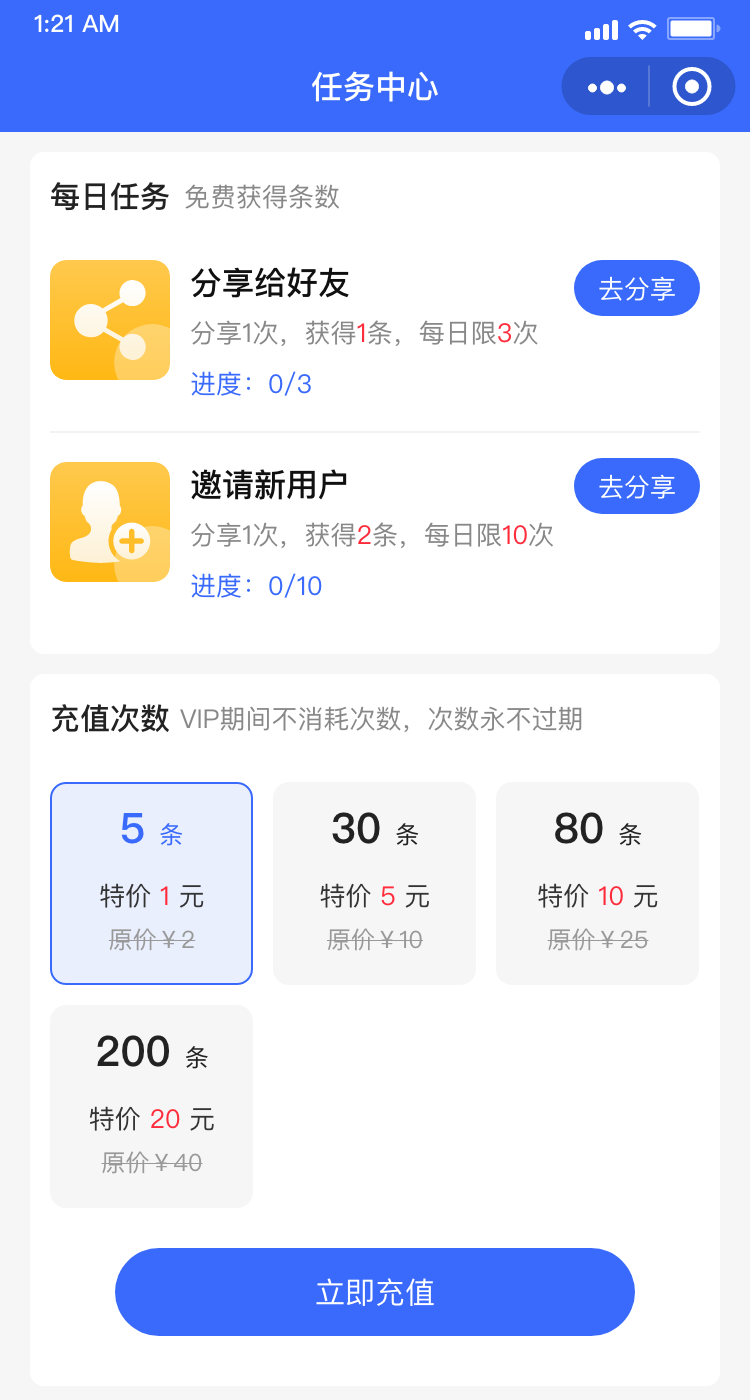 1:21 AM
任务中心
每日任务 免费获得条数
分享给好友
去分享
分享1次，获得1条，每日限3次
进度：0/3
邀请新用户
去分享
分享1次，获得2条，每日限10次
进度：0/10
充值次数 VIP期间不消耗次数，次数永不过期
5 条
特价 1 元
原价￥2
30 条
特价 5 元
原价￥10
80 条
特价 10 元
原价￥25
200 条
特价 20 元
原价￥40
立即充值